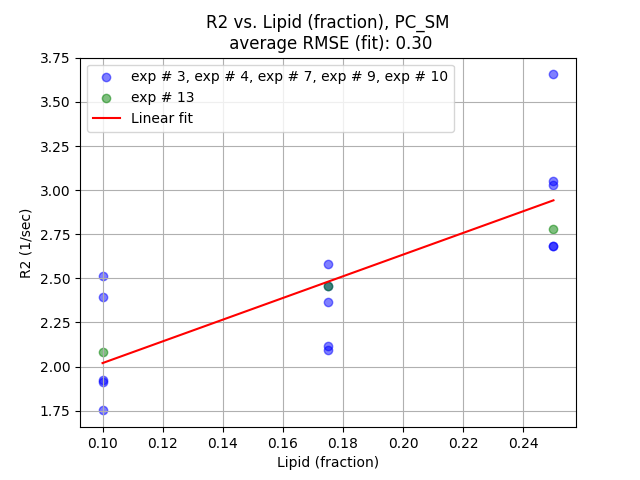 R2 vs. Lipid (fraction), PC_SM
average RMSE (fit): 0.30
exp # 3, exp # 4, exp # 7, exp # 9, exp # 10
exp # 13
Linear fit
R2 (1/sec)
3.75
3.50
3.25
3.00
2.75
2.50
2.25
2.00
1.75
0.10 0.12 0.14 0.16 0.18 0.20 0.22 0.24
Lipid (fraction)